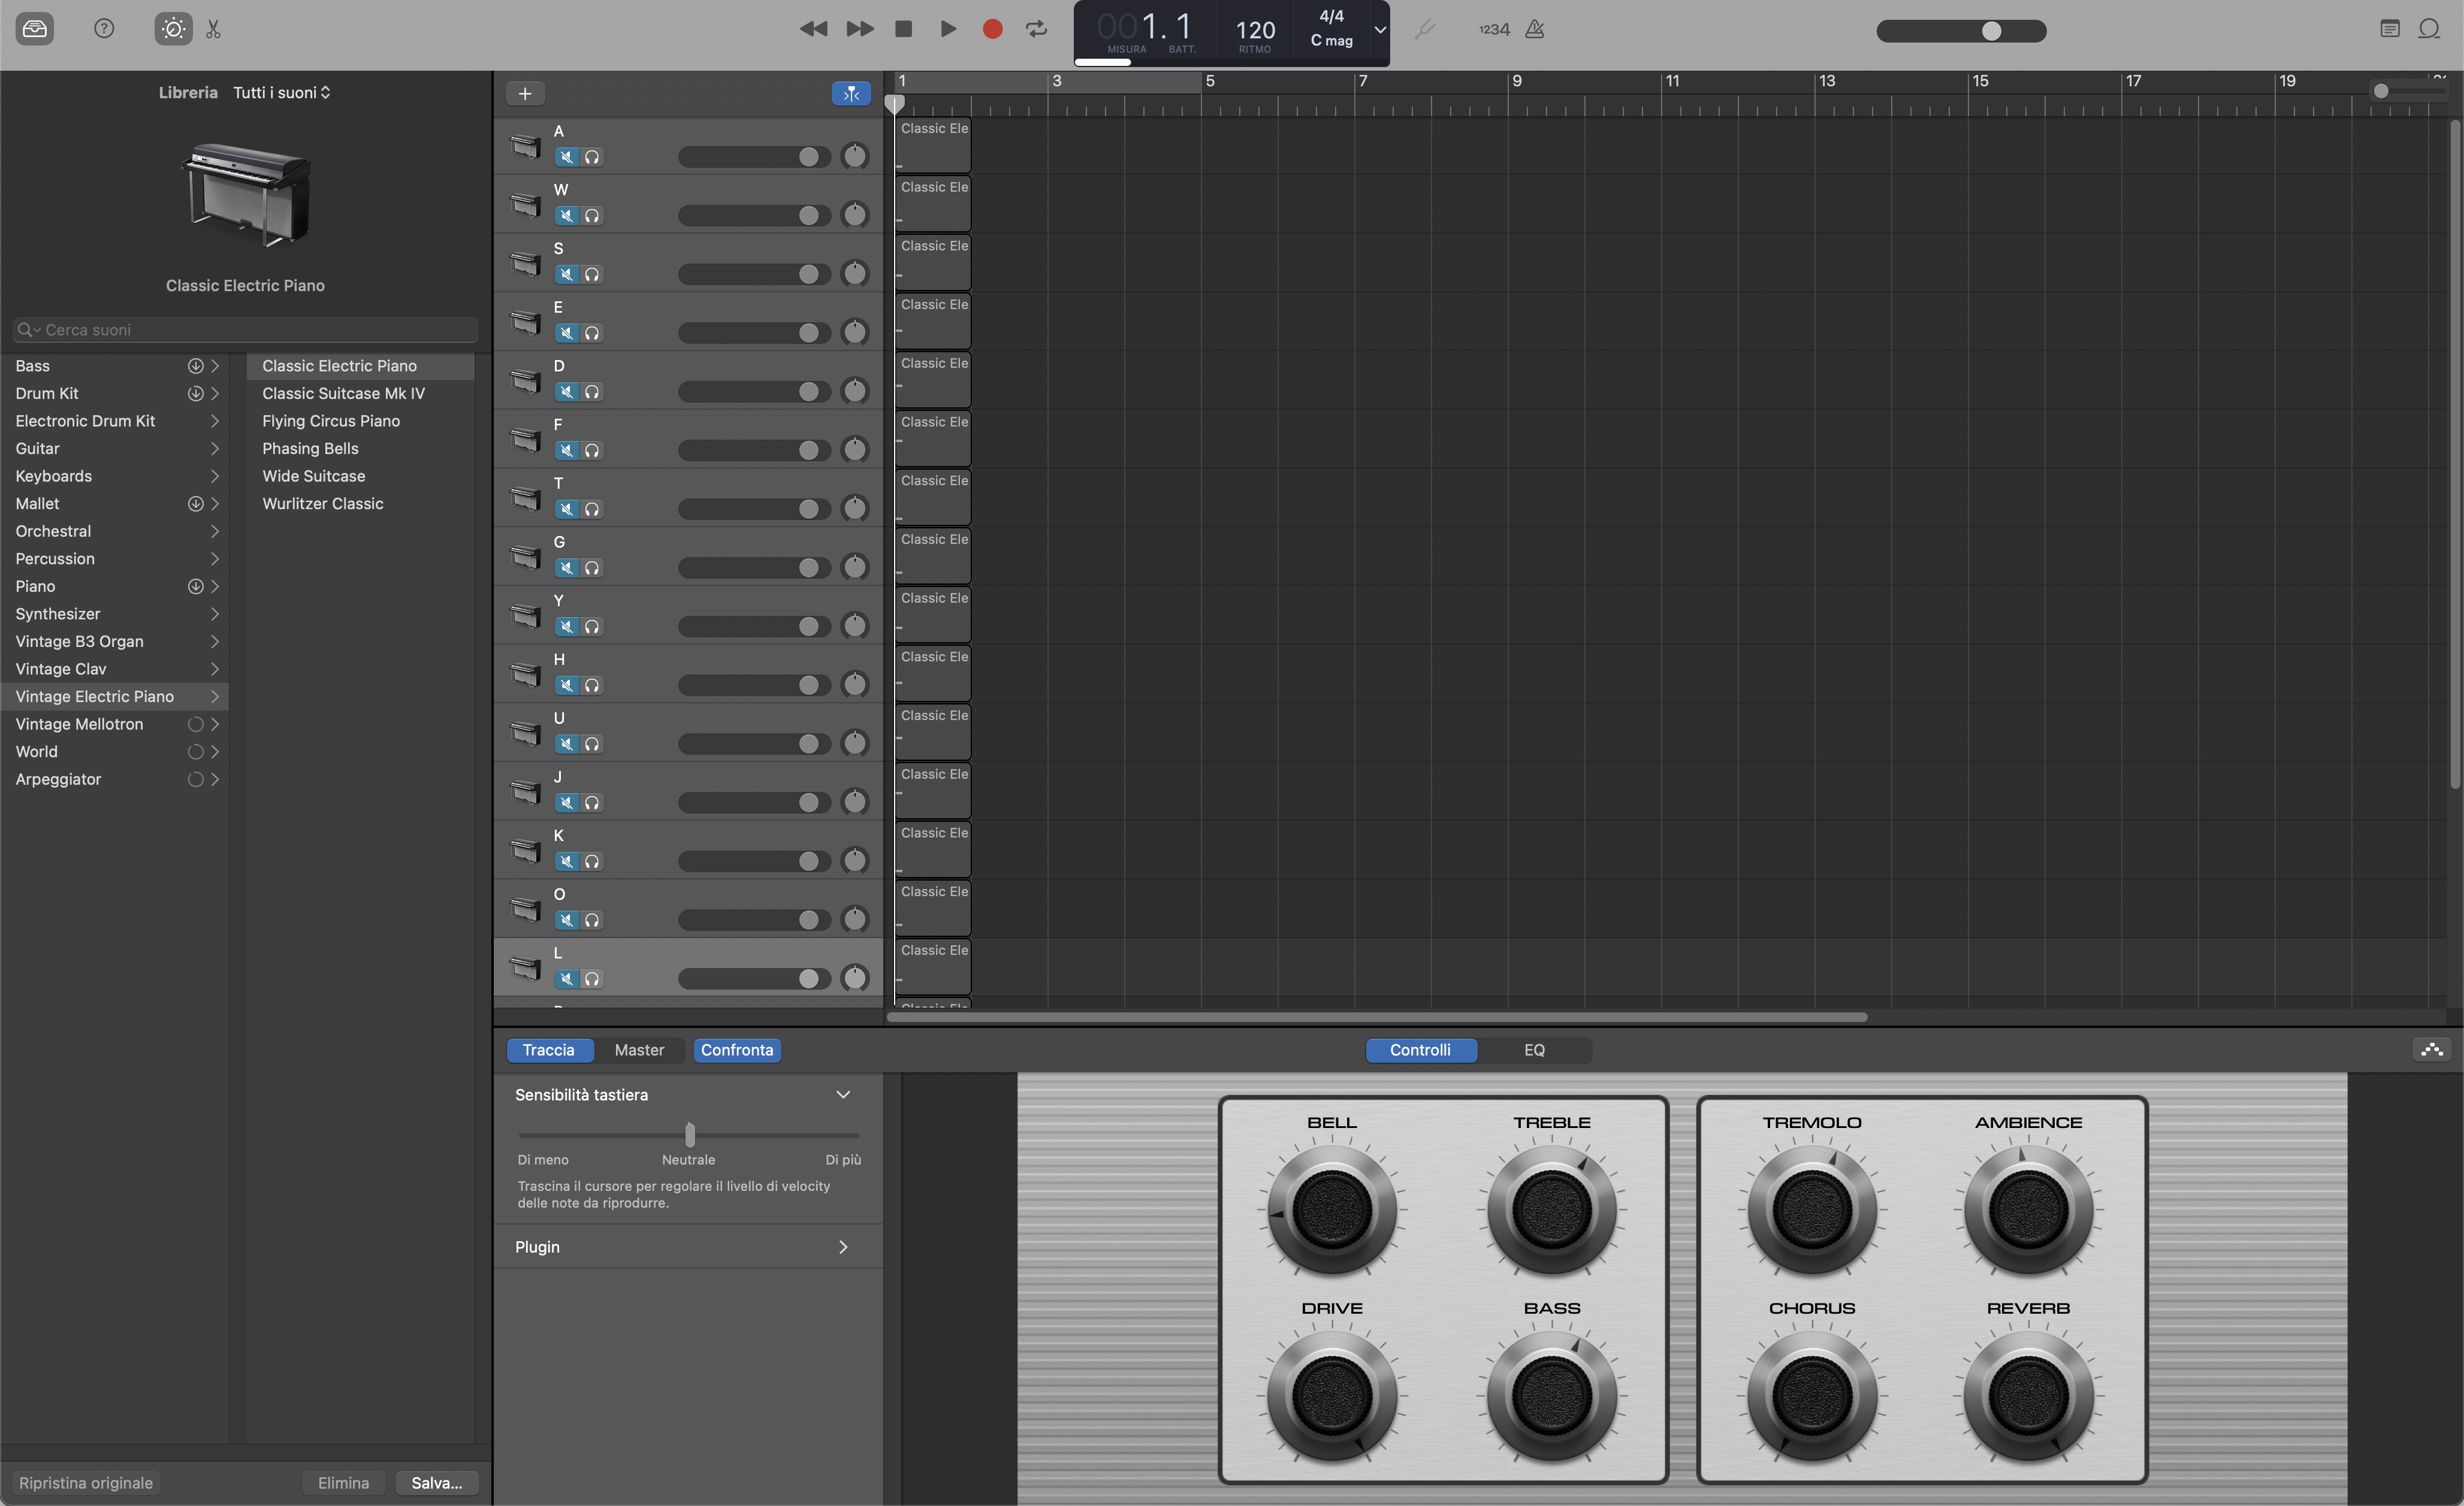 001.1
MISURA BATT.
120
RITMO
4/4
C mag
1234
Libreria Tutti i suoni
Classic Electric Piano
Cerca suoni
Bass
Drum Kit
Electronic Drum Kit
Guitar
Keyboards
Mallet
Orchestral
Percussion
Piano
Synthesizer
Vintage B3 Organ
Vintage Clav
Vintage Electric Piano
Vintage Mellotron
World
Arpeggiator
Classic Electric Piano
Classic Suitcase Mk IV
Flying Circus Piano
Phasing Bells
Wide Suitcase
Wurlitzer Classic
Ripristina originale
Elimina
Salva...
1 3 5 7 9 11 13 15 17 19
A
Classic Ele
W
Classic Ele
S
Classic Ele
E
Classic Ele
D
Classic Ele
F
Classic Ele
T
Classic Ele
G
Classic Ele
Y
Classic Ele
H
Classic Ele
U
Classic Ele
J
Classic Ele
K
Classic Ele
O
Classic Ele
L
Classic Ele
Traccia Master Confronta
Controlli EQ
Sensibilità tastiera
Di meno Neutrale Di più
Trascina il cursore per regolare il livello di velocity
delle note da riprodurre.
Plugin
BELL TREBLE TREMOLO AMBIENCE
DRIVE BASS CHORUS REVERB